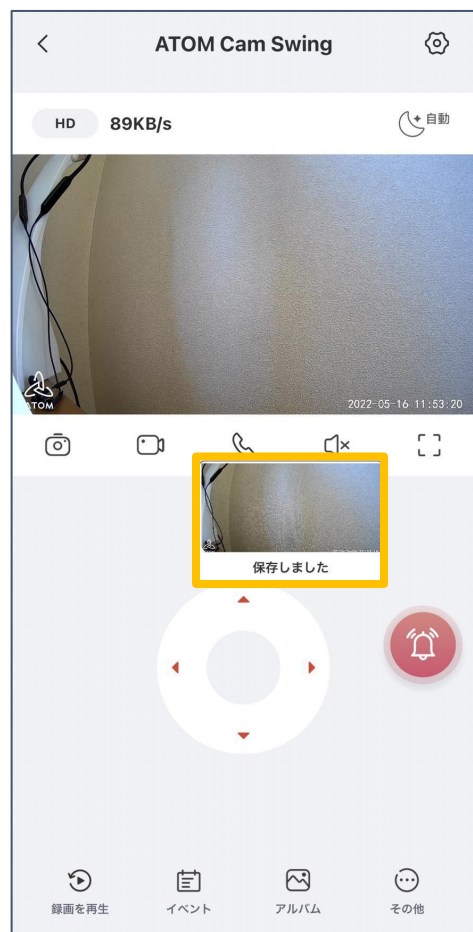 ATOM Cam Swing
HD 89KB/s 自動
ATOM
2022-05-16 11:53:20
保存しました
録画を再生 イベント アルバム その他